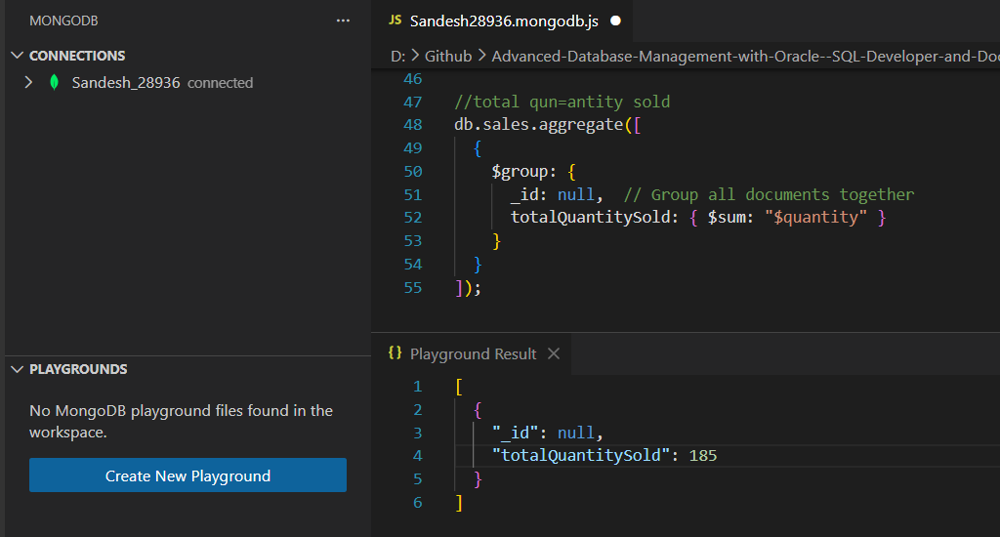 MONGODB
CONNECTIONS
Sandesh_28936 connected
PLAYGROUNDS
No MongoDB playground files found in the
workspace.
Create New Playground
JS Sandesh28936.mongodb.js
D: > Github > Advanced-Database-Management-with-Oracle--SQL-Developer-and-Doc
46
47 //total qun=antity sold
48 db.sales.aggregate([
49 {
50 $group: {
51 _id: null, // Group all documents together
52 totalQuantitySold: { $sum: "$quantity" }
53 }
54 }
55 ]);
{} Playground Result
1 [
2 {
3 "_id": null,
4 "totalQuantitySold": 185
5 }
6 ]